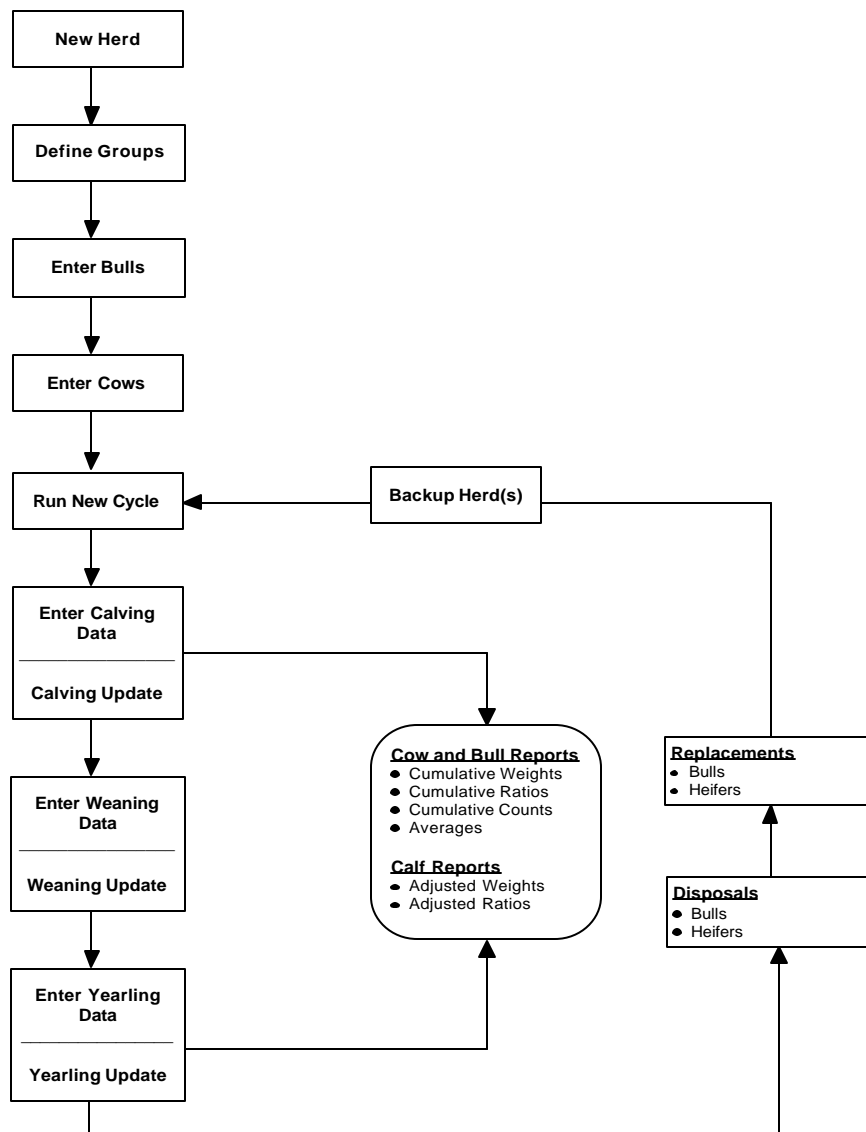 New Herd
Define Groups
Enter Bulls
Enter Cows
Run New Cycle
Backup Herd(s)
Enter Calving
Data
Calving Update
Enter Weaning
Data
Weaning Update
Enter Yearling
Data
Yearling Update
Cow and Bull Reports
● Cumulative Weights
● Cumulative Ratios
● Cumulative Counts
● Averages
Calf Reports
● Adjusted Weights
● Adjusted Ratios
Replacements
● Bulls
● Heifers
Disposals
● Bulls
● Heifers